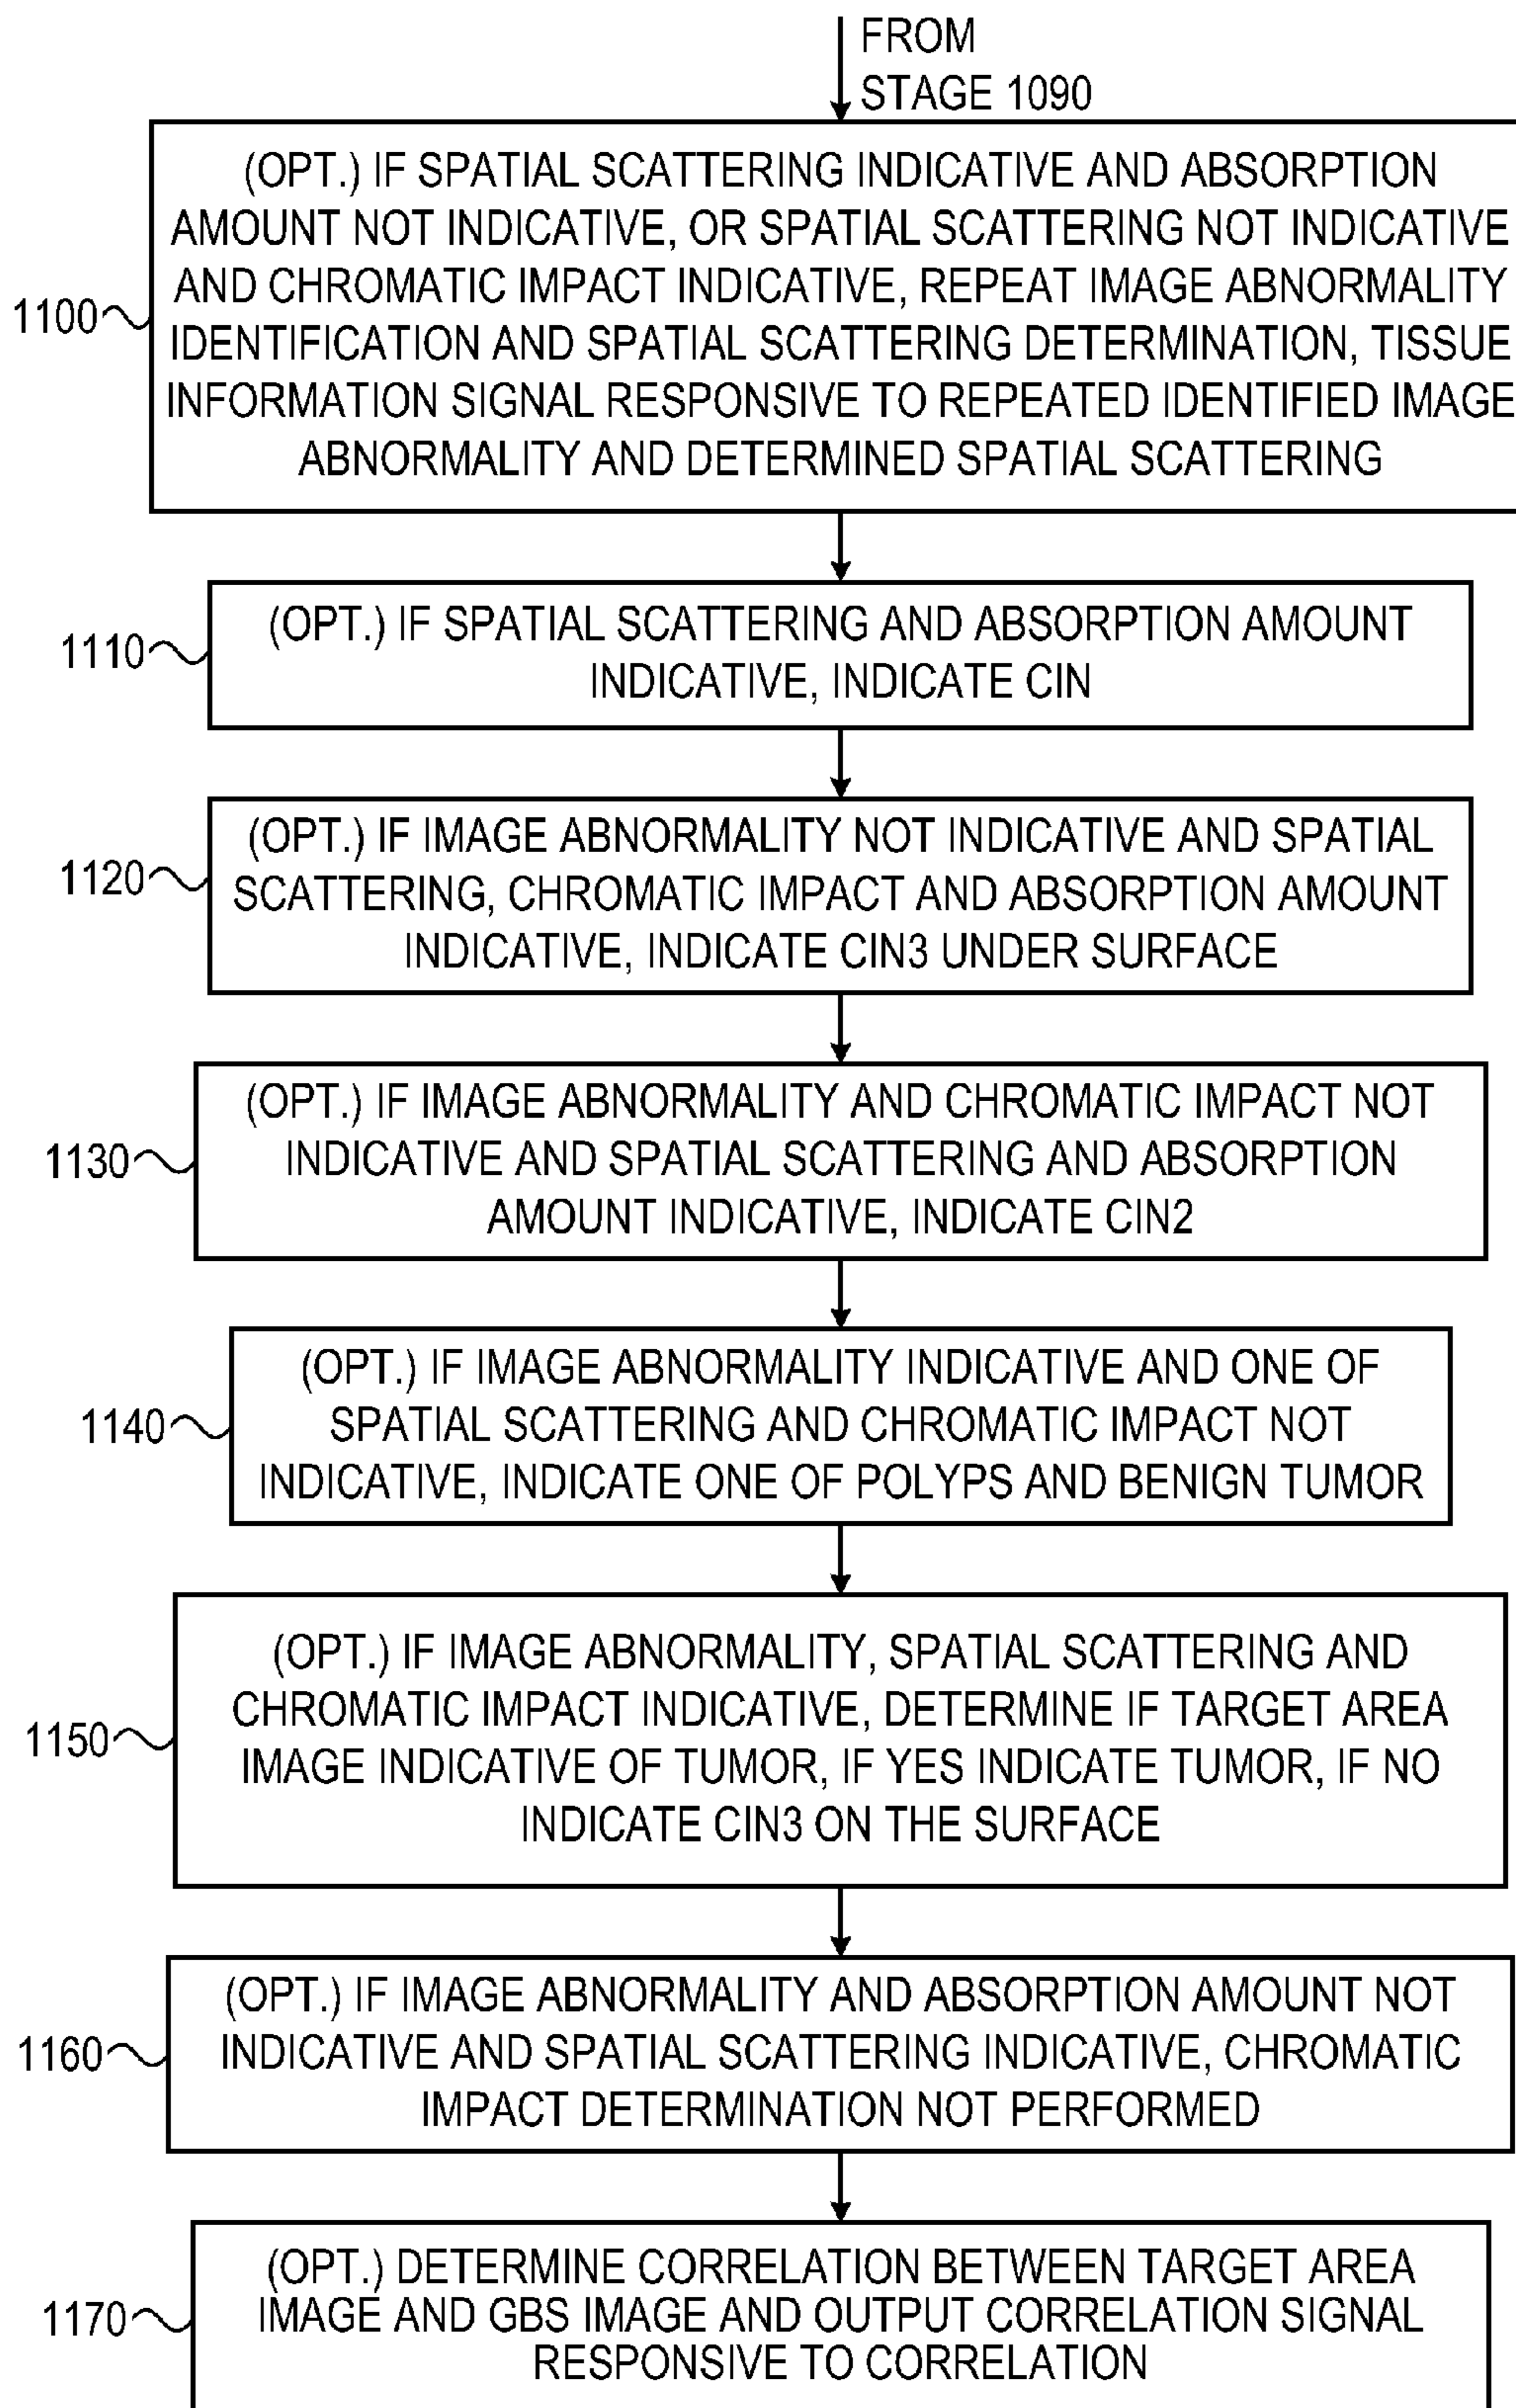 FROM
STAGE 1090
(OPT.) IF SPATIAL SCATTERING INDICATIVE AND ABSORPTION
AMOUNT NOT INDICATIVE, OR SPATIAL SCATTERING NOT INDICATIVE
AND CHROMATIC IMPACT INDICATIVE, REPEAT IMAGE ABNORMALITY
IDENTIFICATION AND SPATIAL SCATTERING DETERMINATION, TISSUE
INFORMATION SIGNAL RESPONSIVE TO REPEATED IDENTIFIED IMAGE
ABNORMALITY AND DETERMINED SPATIAL SCATTERING
1100
(OPT.) IF SPATIAL SCATTERING AND ABSORPTION AMOUNT
INDICATIVE, INDICATE CIN
1110
(OPT.) IF IMAGE ABNORMALITY NOT INDICATIVE AND SPATIAL
SCATTERING, CHROMATIC IMPACT AND ABSORPTION AMOUNT
INDICATIVE, INDICATE CIN3 UNDER SURFACE
1120
(OPT.) IF IMAGE ABNORMALITY AND CHROMATIC IMPACT NOT
INDICATIVE AND SPATIAL SCATTERING AND ABSORPTION
AMOUNT INDICATIVE, INDICATE CIN2
1130
(OPT.) IF IMAGE ABNORMALITY INDICATIVE AND ONE OF
SPATIAL SCATTERING AND CHROMATIC IMPACT NOT
INDICATIVE, INDICATE ONE OF POLYPS AND BENIGN TUMOR
1140
(OPT.) IF IMAGE ABNORMALITY, SPATIAL SCATTERING AND
CHROMATIC IMPACT INDICATIVE, DETERMINE IF TARGET AREA
IMAGE INDICATIVE OF TUMOR, IF YES INDICATE TUMOR, IF NO
INDICATE CIN3 ON THE SURFACE
1150
(OPT.) IF IMAGE ABNORMALITY AND ABSORPTION AMOUNT NOT
INDICATIVE AND SPATIAL SCATTERING INDICATIVE, CHROMATIC
IMPACT DETERMINATION NOT PERFORMED
1160
(OPT.) DETERMINE CORRELATION BETWEEN TARGET AREA
IMAGE AND GBS IMAGE AND OUTPUT CORRELATION SIGNAL
RESPONSIVE TO CORRELATION
1170